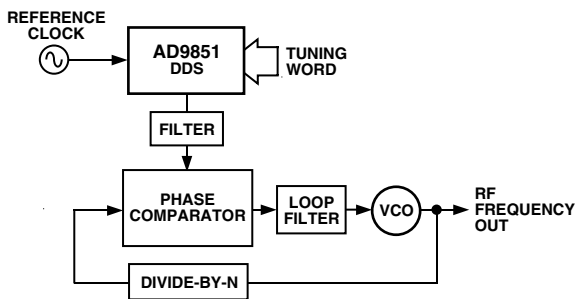 REFERENCE
CLOCK
AD9851
DDS
TUNING
WORD
FILTER
PHASE
COMPARATOR
LOOP
FILTER
VCO
RF
FREQUENCY
OUT
DIVIDE-BY-N